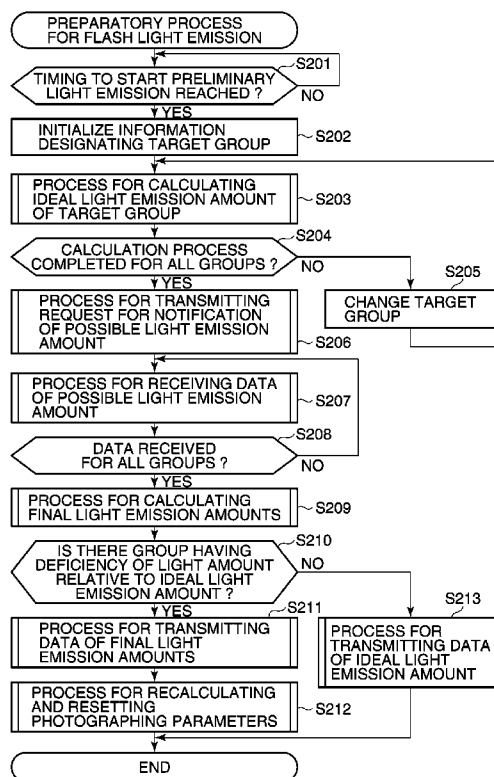 PREPARATORY PROCESS
FOR FLASH LIGHT EMISSION
S201
TIMING TO START PRELIMINARY
LIGHT EMISSION REACHED ?
NO
YES
INITIALIZE INFORMATION
DESIGNATING TARGET GROUP
S202
PROCESS FOR CALCULATING
IDEAL LIGHT EMISSION AMOUNT
OF TARGET GROUP
S203
S204
CALCULATION PROCESS
COMPLETED FOR ALL GROUPS ?
NO
YES
S205
CHANGE TARGET
GROUP
PROCESS FOR TRANSMITTING
REQUEST FOR NOTIFICATION
OF POSSIBLE LIGHT EMISSION
AMOUNT
S206
PROCESS FOR RECEIVING DATA
OF POSSIBLE LIGHT EMISSION
AMOUNT
S207
S208
DATA RECEIVED
FOR ALL GROUPS ?
NO
YES
PROCESS FOR CALCULATING
FINAL LIGHT EMISSION AMOUNTS
S209
S210
IS THERE GROUP HAVING
DEFICIENCY OF LIGHT AMOUNT
RELATIVE TO IDEAL LIGHT
EMISSION AMOUNT ?
NO
YES
S211
PROCESS FOR TRANSMITTING
DATA OF FINAL LIGHT
EMISSION AMOUNTS
S213
PROCESS FOR
TRANSMITTING DATA
OF IDEAL LIGHT
EMISSION AMOUNT
PROCESS FOR RECALCULATING
AND RESETTING
PHOTOGRAPHING PARAMETERS
S212
END